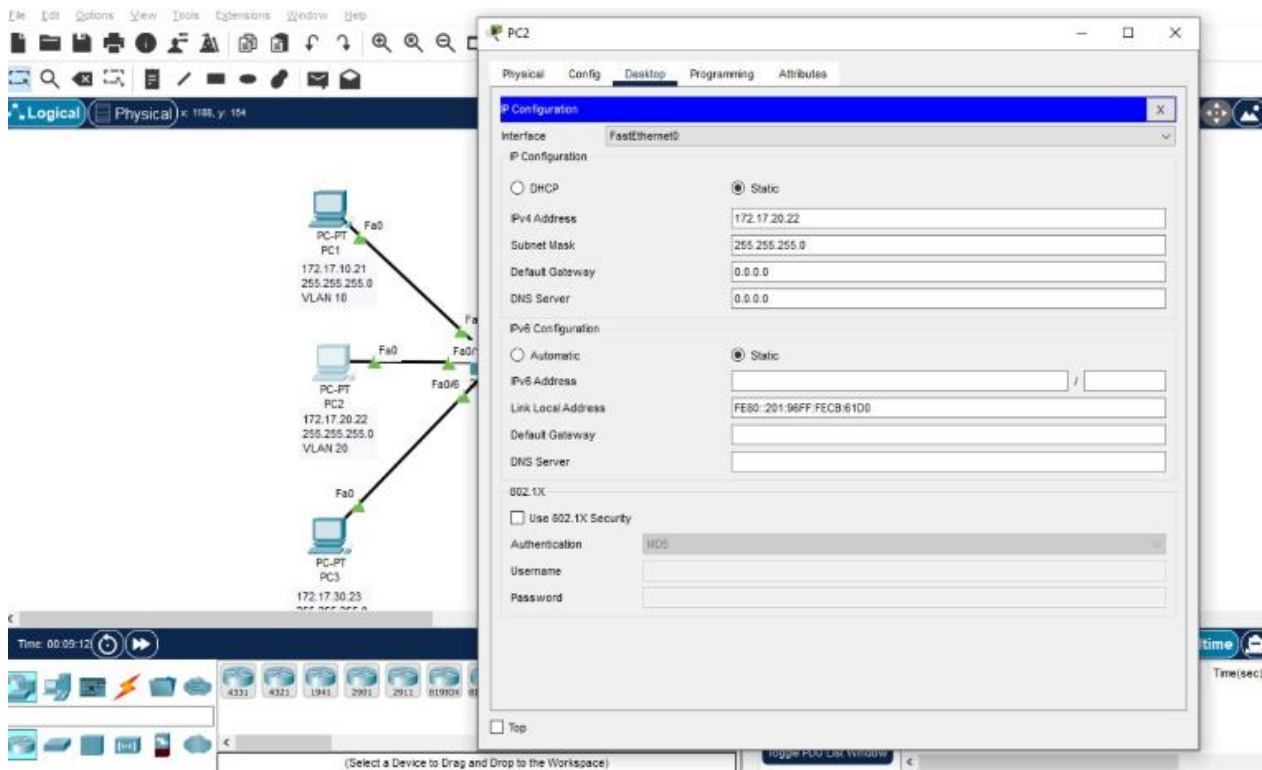 File Edit Options View Tools Extensions Window Help
Logical Physical x: 1188, y: 154
Fa0
PC-PT
PC1
172.17.10.21
255.255.255.0
VLAN 10
Fa0
Fa0/6
PC-PT
PC2
172.17.20.22
255.255.255.0
VLAN 20
Fa0
PC-PT
PC3
172.17.30.23
Time: 00:09:12
4331 4321 1941 2901 2911
(Select a Device to Drag and Drop to the Workspace)
PC2
Physical Config Desktop Programming Attributes
IP Configuration X
Interface FastEthernet0
IP Configuration
DHCP Static
IPv4 Address 172.17.20.22
Subnet Mask 255.255.255.0
Default Gateway 0.0.0.0
DNS Server 0.0.0.0
IPv6 Configuration
Automatic Static
IPv6 Address /
Link Local Address FE80::201:96FF:FECB:61D0
Default Gateway
DNS Server
802.1X
Use 802.1X Security
Authentication MD5
Username
Password
Top
Time(sec)
Toggle PDU List Window